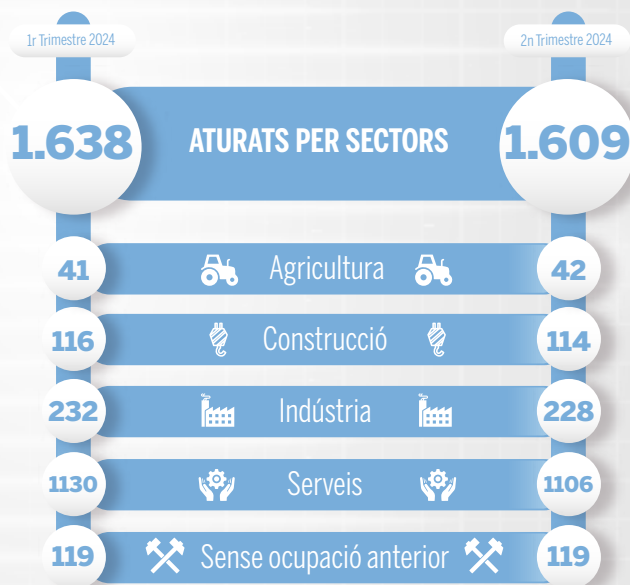 1r Trimestre 2024
2n Trimestre 2024
1.638 ATURATS PER SECTORS 1.609
41 Agricultura 42
116 Construcció 114
232 Indústria 228
1130 Serveis 1106
119 Sense ocupació anterior 119